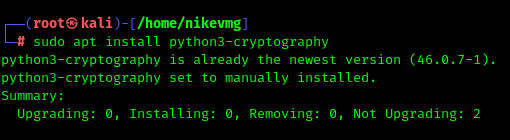 ┌──(root㉿kali)-[/home/nikevmg]
└─# sudo apt install python3-cryptography
python3-cryptography is already the newest version (46.0.7-1).
python3-cryptography set to manually installed.
Summary:
  Upgrading: 0, Installing: 0, Removing: 0, Not Upgrading: 2